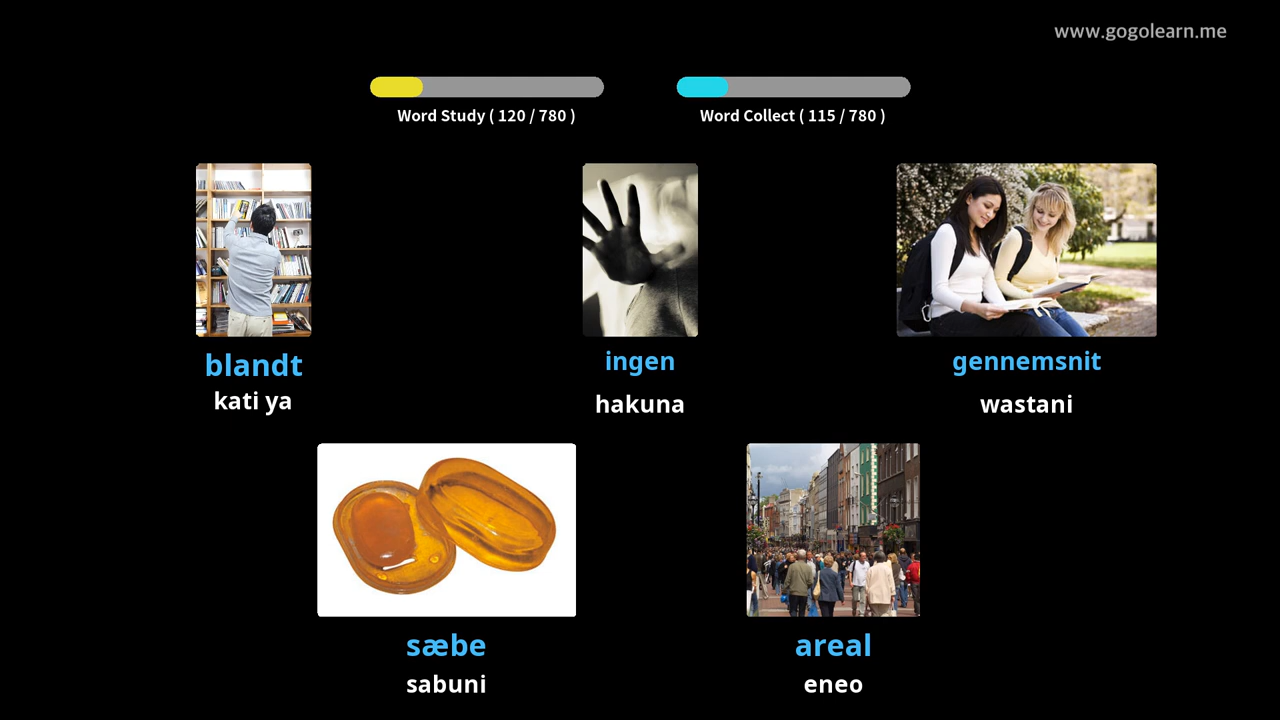 www.gogolearn.me
Word Study ( 120 / 780 )
Word Collect ( 115 / 780 )
blandt
kati ya
ingen
hakuna
gennemsnit
wastani
sæbe
sabuni
areal
eneo